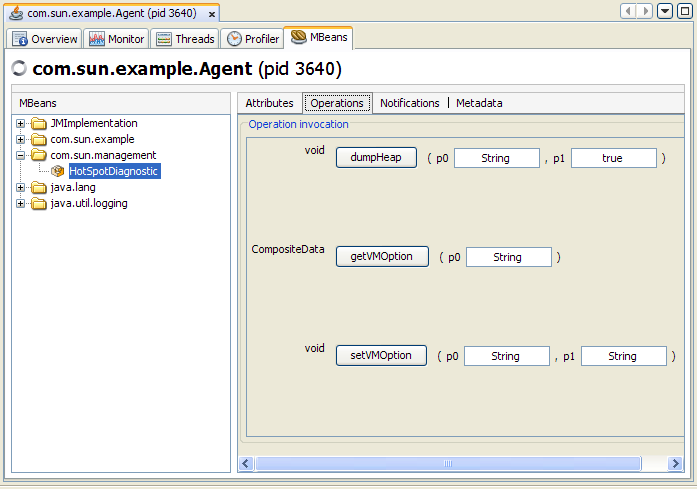 com.sun.example.Agent (pid 3640) x
Overview Monitor Threads Profiler MBeans
com.sun.example.Agent (pid 3640)
MBeans Attributes Operations Notifications Metadata
JMImplementation
com.sun.example
com.sun.management
HotSpotDiagnostic
java.lang
java.util.logging
Operation invocation
void dumpHeap ( p0 String , p1 true )
CompositeData getVMOption ( p0 String )
void setVMOption ( p0 String , p1 String )